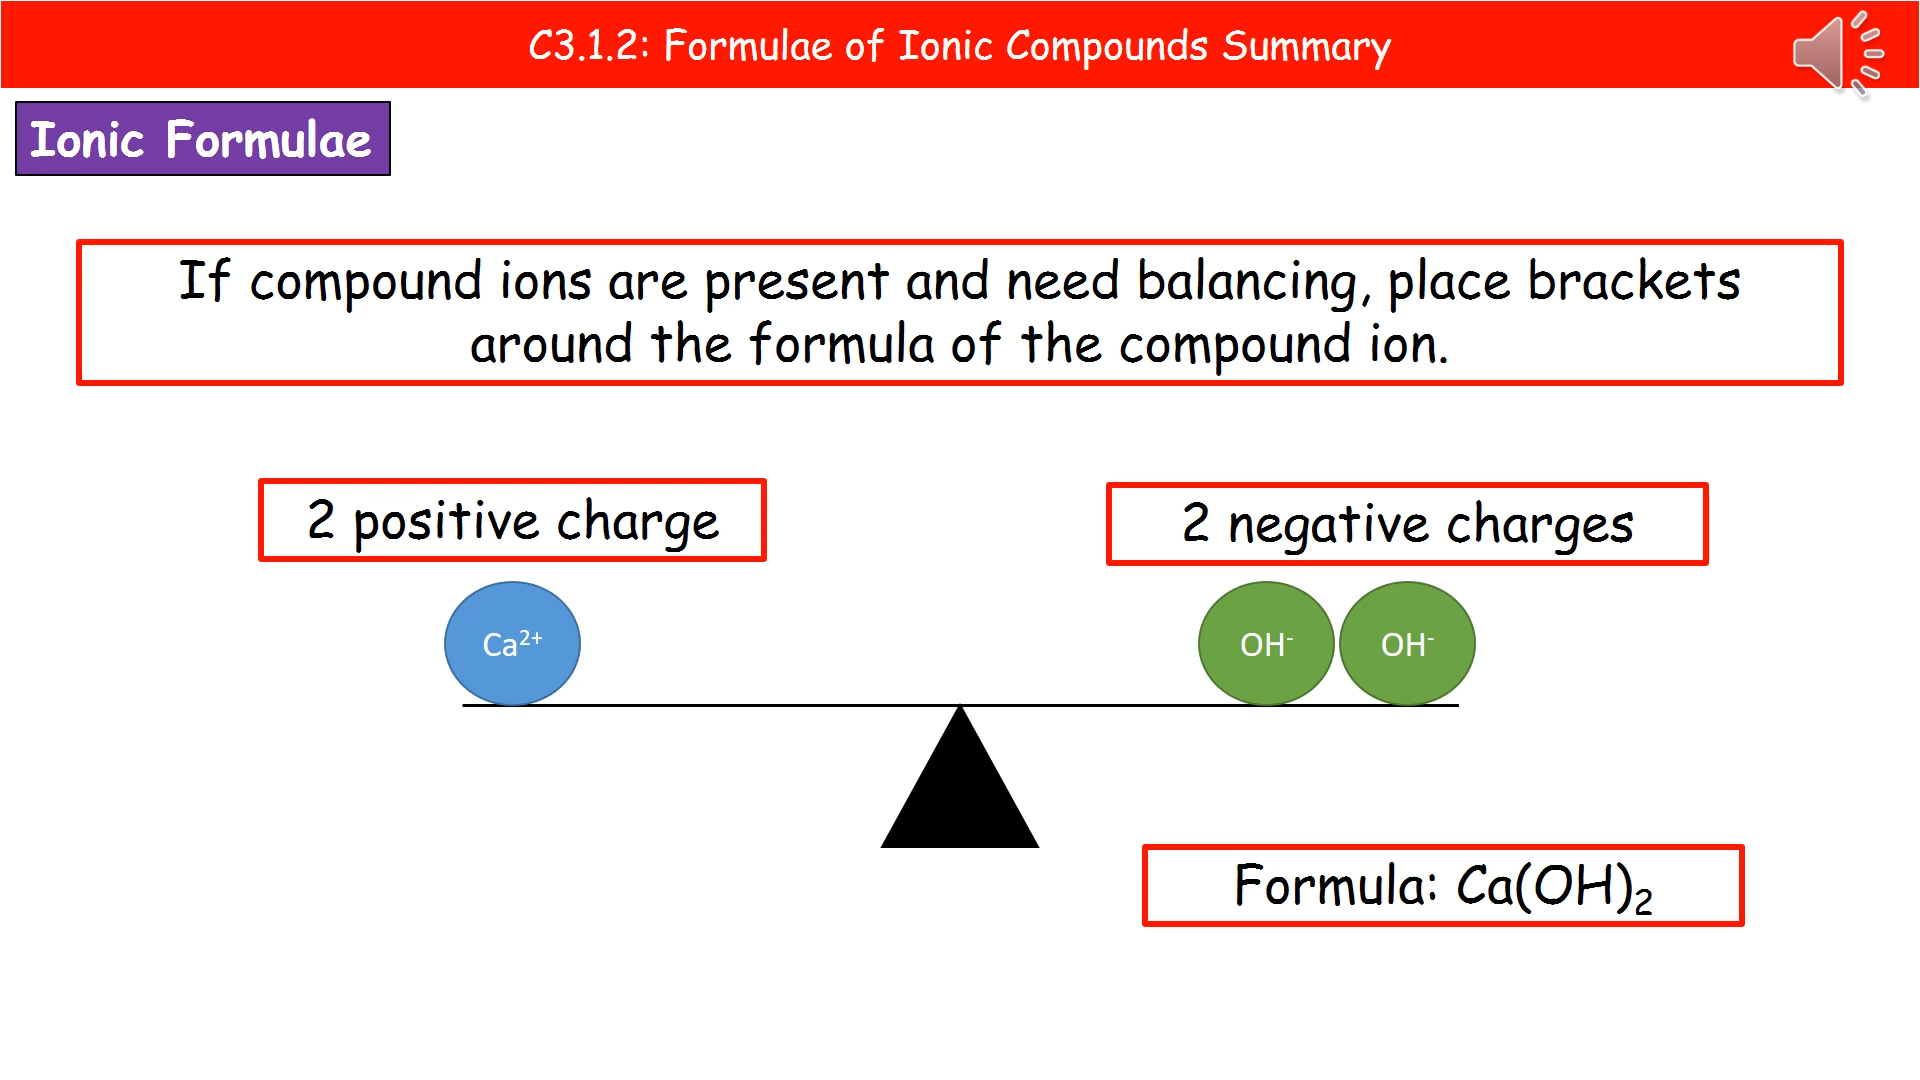 C3.1.2: Formulae of Ionic Compounds Summary
Ionic Formulae
If compound ions are present and need balancing, place brackets
around the formula of the compound ion.
2 positive charge
2 negative charges
Ca²⁺
OH⁻
OH⁻
Formula: Ca(OH)₂